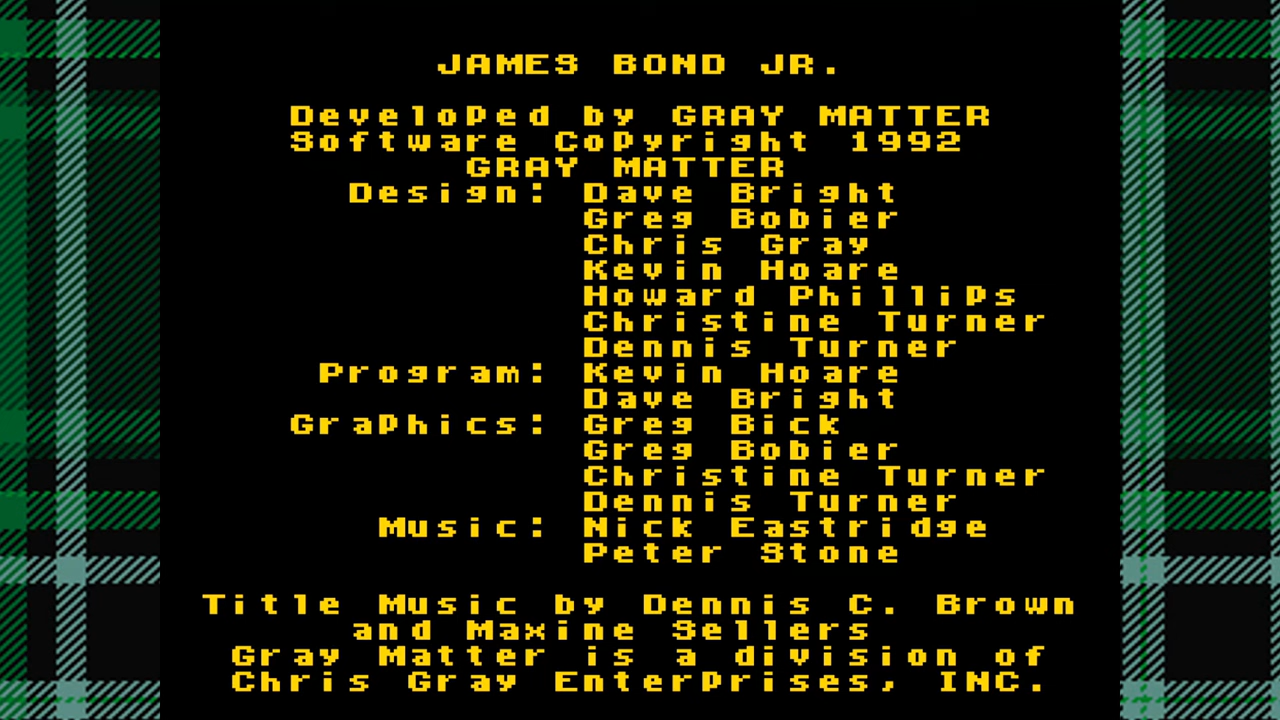 JAMES BOND JR.
Developed by GRAY MATTER
Software Copyright 1992
GRAY MATTER
Design: Dave Bright
Greg Bobier
Chris Gray
Kevin Hoare
Howard Phillips
Christine Turner
Dennis Turner
Program: Kevin Hoare
Dave Bright
Graphics: Greg Bick
Greg Bobier
Christine Turner
Dennis Turner
Music: Nick Eastridge
Peter Stone
Title Music by Dennis C. Brown
and Maxine Sellers
Gray Matter is a division of
Chris Gray Enterprises, INC.